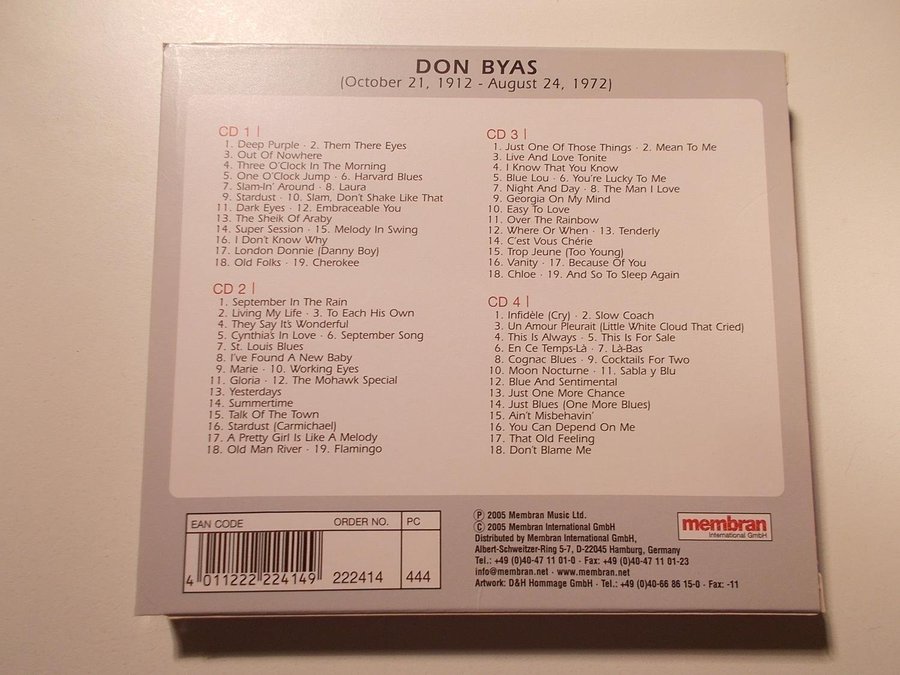 DON BYAS
(October 21, 1912 - August 24, 1972)
CD 1 |
1. Deep Purple · 2. Them There Eyes
3. Out Of Nowhere
4. Three O'Clock In The Morning
5. One O'Clock Jump · 6. Harvard Blues
7. Slam-In' Around · 8. Laura
9. Stardust · 10. Slam, Don't Shake Like That
11. Dark Eyes · 12. Embraceable You
13. The Sheik Of Araby
14. Super Session · 15. Melody In Swing
16. I Don't Know Why
17. London Donnie (Danny Boy)
18. Old Folks · 19. Cherokee
CD 2 |
1. September In The Rain
2. Living My Life · 3. To Each His Own
4. They Say It's Wonderful
5. Cynthia's In Love · 6. September Song
7. St. Louis Blues
8. I've Found A New Baby
9. Marie · 10. Working Eyes
11. Gloria · 12. The Mohawk Special
13. Yesterdays
14. Summertime
15. Talk Of The Town
16. Stardust (Carmichael)
17. A Pretty Girl Is Like A Melody
18. Old Man River · 19. Flamingo
CD 3 |
1. Just One Of Those Things · 2. Mean To Me
3. Live And Love Tonite
4. I Know That You Know
5. Blue Lou · 6. You're Lucky To Me
7. Night And Day · 8. The Man I Love
9. Georgia On My Mind
10. Easy To Love
11. Over The Rainbow
12. Where Or When · 13. Tenderly
14. C'est Vous Chérie
15. Trop Jeune (Too Young)
16. Vanity · 17. Because Of You
18. Chloe · 19. And So To Sleep Again
CD 4 |
1. Infidèle (Cry) · 2. Slow Coach
3. Un Amour Pleurait (Little White Cloud That Cried)
4. This Is Always · 5. This Is For Sale
6. En Ce Temps-Là · 7. Là-Bas
8. Cognac Blues · 9. Cocktails For Two
10. Moon Nocturne · 11. Sabla y Blu
12. Blue And Sentimental
13. Just One More Chance
14. Just Blues (One More Blues)
15. Ain't Misbehavin'
16. You Can Depend On Me
17. That Old Feeling
18. Don't Blame Me
EAN CODE
4 011222 224149
ORDER NO.
222414
PC
444
Ⓟ 2005 Membran Music Ltd.
© 2005 Membran International GmbH
Distributed by Membran International GmbH,
Albert-Schweitzer-Ring 5-7, D-22045 Hamburg, Germany
Tel.: +49 (0)40-47 11 01-0 · Fax: +49 (0)40-47 11 01-23
info@membran.net · www.membran.net
Artwork: D&H Hommage GmbH · Tel.: +49 (0)40-66 86 15-0 · Fax: -11
membran
International GmbH